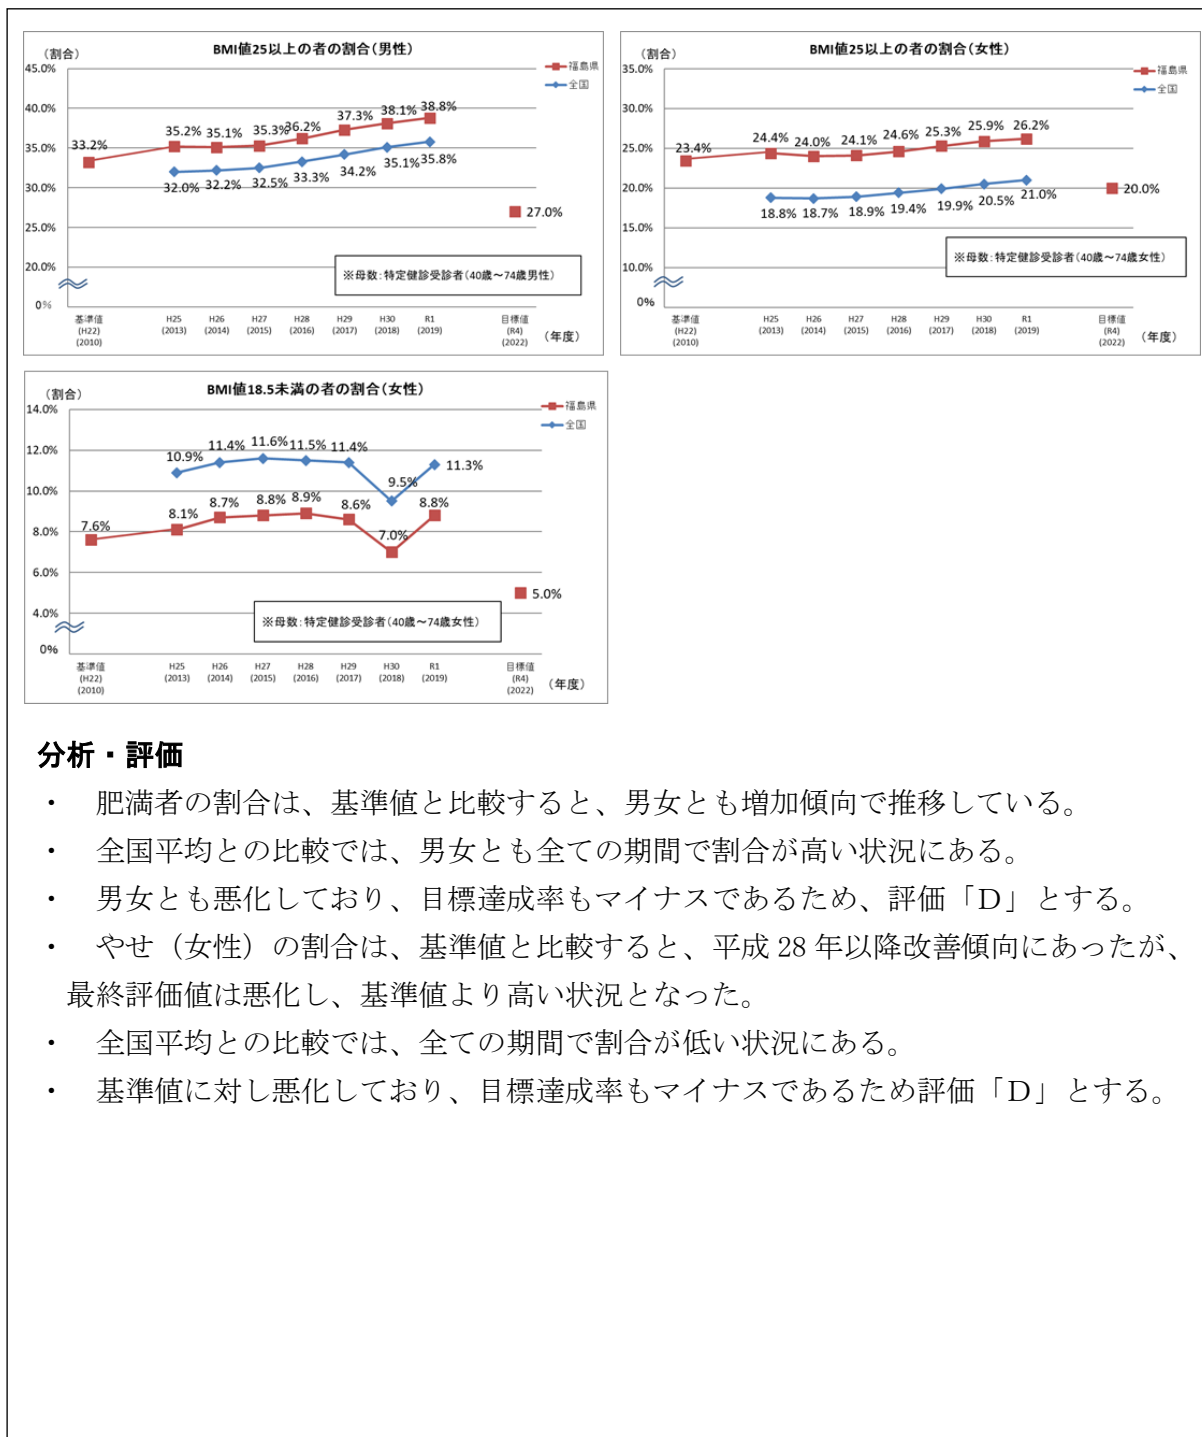 BMI値25以上の者の割合(男性)
(割合)
福島県
全国
45.0%
40.0%
35.0%
30.0%
25.0%
20.0%
0%
33.2%
35.2%
35.1%
35.3%
36.2%
37.3%
38.1%
38.8%
32.0%
32.2%
32.5%
33.3%
34.2%
35.1%
35.8%
27.0%
※母数:特定健診受診者(40歳～74歳男性)
基準値 H25 H26 H27 H28 H29 H30 R1 目標値
(H22) (2013) (2014) (2015) (2016) (2017) (2018) (2019) (R4)
(2010) (2022) (年度)
BMI値25以上の者の割合(女性)
(割合)
福島県
全国
35.0%
30.0%
25.0%
20.0%
15.0%
10.0%
0%
23.4%
24.4%
24.0%
24.1%
24.6%
25.3%
25.9%
26.2%
18.8%
18.7%
18.9%
19.4%
19.9%
20.5%
21.0%
20.0%
※母数:特定健診受診者(40歳～74歳女性)
基準値 H25 H26 H27 H28 H29 H30 R1 目標値
(H22) (2013) (2014) (2015) (2016) (2017) (2018) (2019) (R4)
(2010) (2022) (年度)
BMI値18.5未満の者の割合(女性)
(割合)
福島県
全国
14.0%
12.0%
10.0%
8.0%
6.0%
4.0%
0%
10.9%
11.4%
11.6%
11.5%
11.4%
9.5%
11.3%
7.6%
8.1%
8.7%
8.8%
8.9%
8.6%
7.0%
8.8%
5.0%
※母数:特定健診受診者(40歳～74歳女性)
基準値 H25 H26 H27 H28 H29 H30 R1 目標値
(H22) (2013) (2014) (2015) (2016) (2017) (2018) (2019) (R4)
(2010) (2022) (年度)
分析・評価
・ 肥満者の割合は、基準値と比較すると、男女とも増加傾向で推移している。
・ 全国平均との比較では、男女とも全ての期間で割合が高い状況にある。
・ 男女とも悪化しており、目標達成率もマイナスであるため、評価「Ｄ」とする。
・ やせ（女性）の割合は、基準値と比較すると、平成 28 年以降改善傾向にあったが、
最終評価値は悪化し、基準値より高い状況となった。
・ 全国平均との比較では、全ての期間で割合が低い状況にある。
・ 基準値に対し悪化しており、目標達成率もマイナスであるため評価「Ｄ」とする。